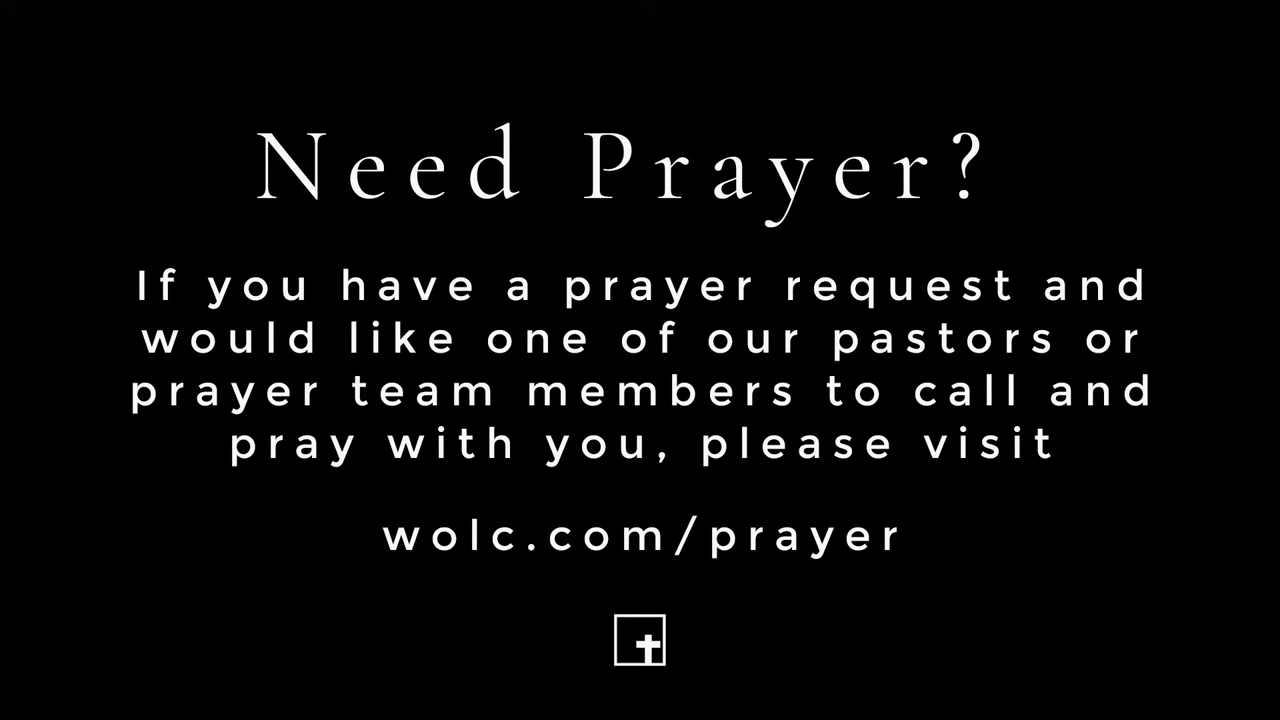 Need Prayer?
If you have a prayer request and
would like one of our pastors or
prayer team members to call and
pray with you, please visit
wolc.com/prayer